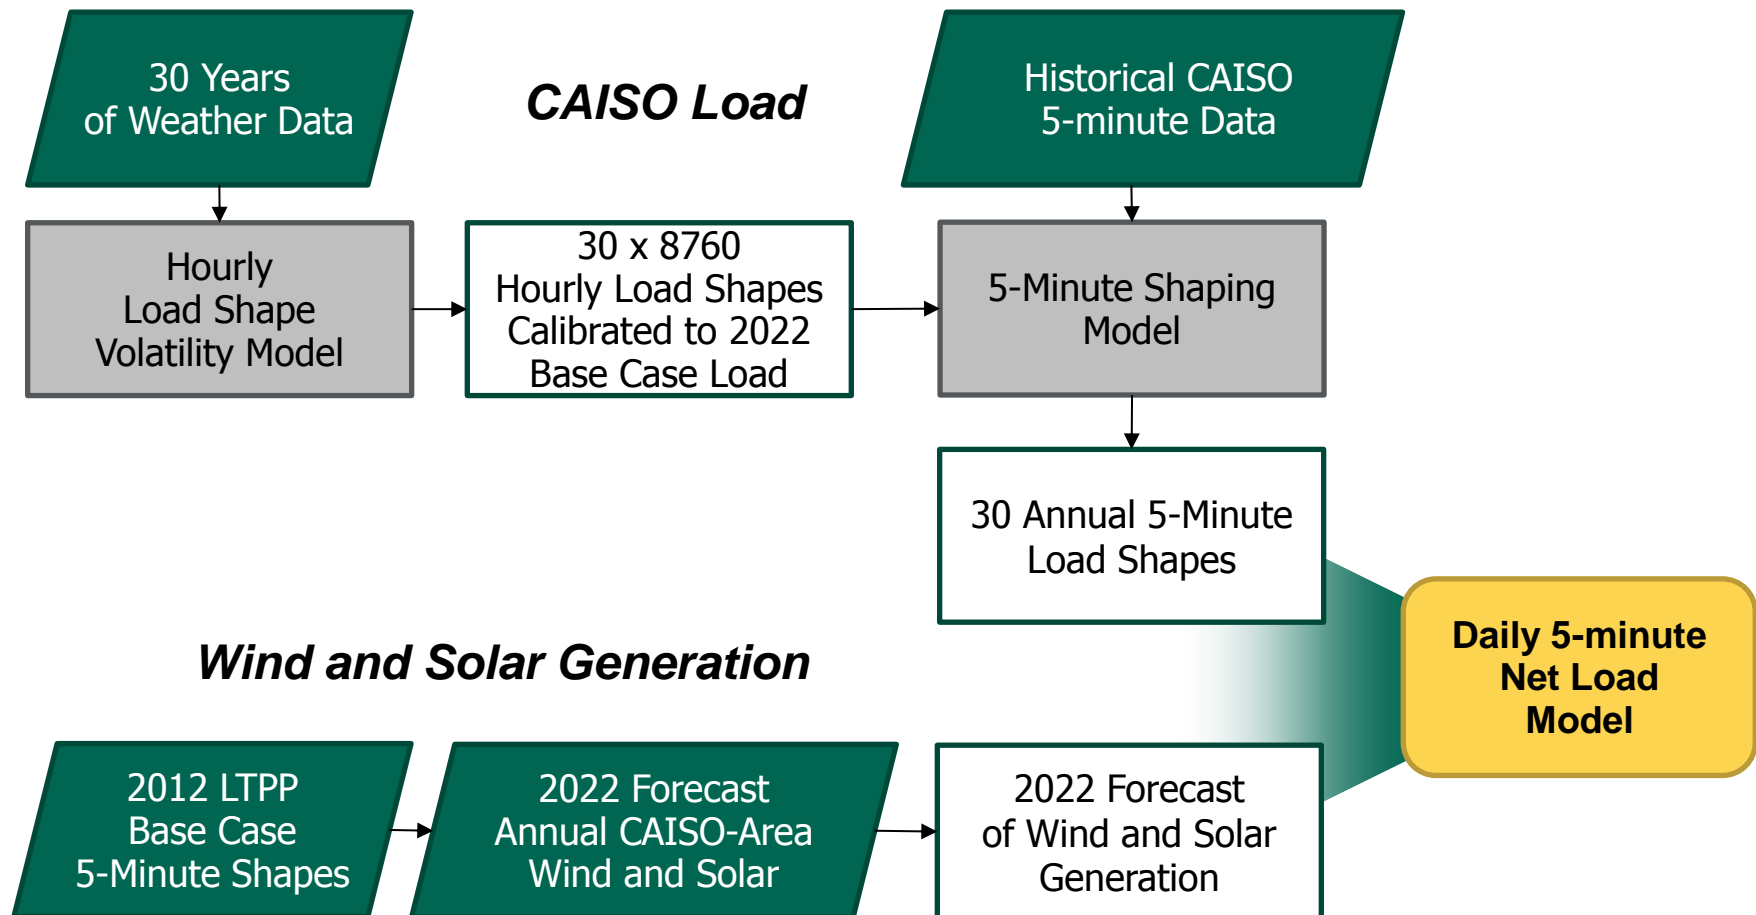 30 Years
of Weather Data
CAISO Load
Historical CAISO
5-minute Data
Hourly
Load Shape
Volatility Model
30 x 8760
Hourly Load Shapes
Calibrated to 2022
Base Case Load
5-Minute Shaping
Model
30 Annual 5-Minute
Load Shapes
Daily 5-minute
Net Load
Model
Wind and Solar Generation
2012 LTPP
Base Case
5-Minute Shapes
2022 Forecast
Annual CAISO-Area
Wind and Solar
2022 Forecast
of Wind and Solar
Generation